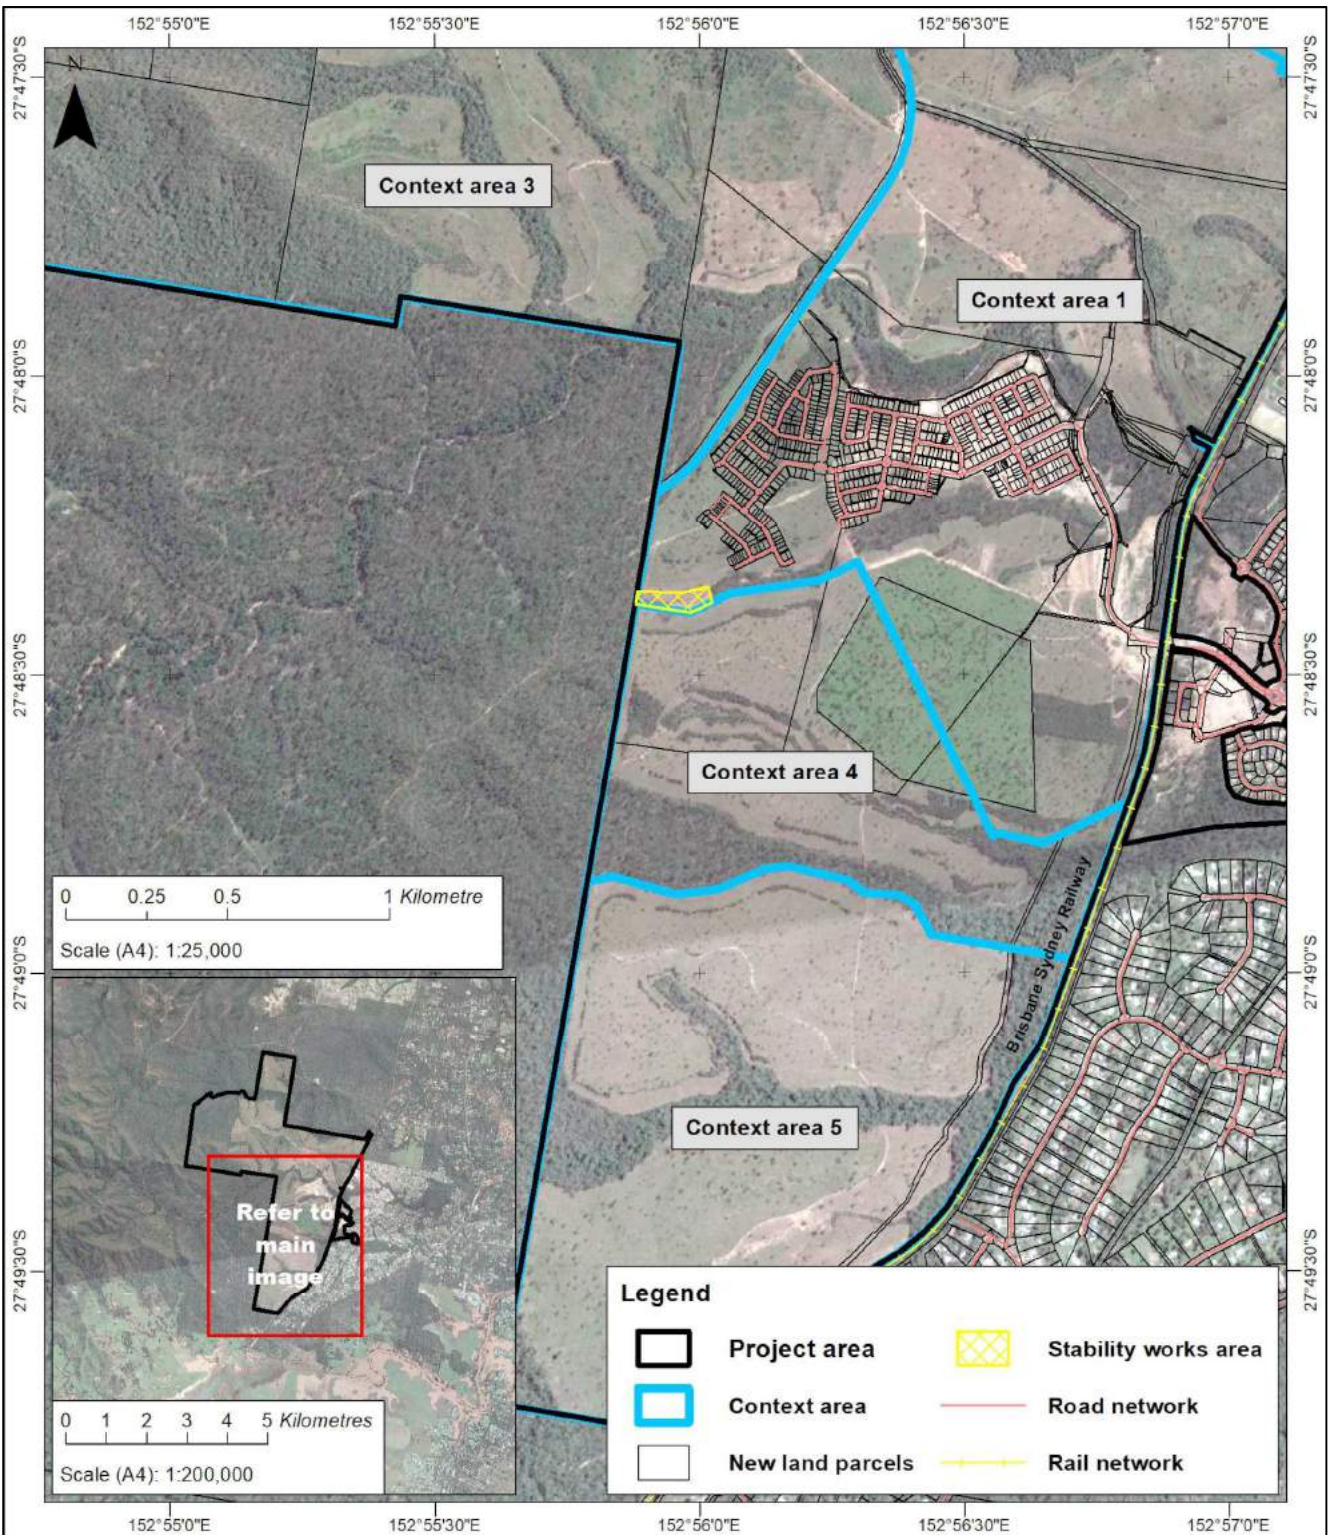 152°55'0"E 152°55'30"E 152°56'0"E 152°56'30"E 152°57'0"E
27°47'30"S
27°47'30"S
N
Context area 3
Context area 1
27°48'0"S
27°48'0"S
27°48'30"S
27°48'30"S
Context area 4
Brisbane Sydney Railway
0 0.25 0.5 1 Kilometre
Scale (A4): 1:25,000
27°49'0"S
27°49'0"S
Context area 5
Refer to
main
image
27°49'30"S
27°49'30"S
0 1 2 3 4 5 Kilometres
Scale (A4): 1:200,000
Legend
Project area
Stability works area
Context area
Road network
New land parcels
Rail network
152°55'0"E 152°55'30"E 152°56'0"E 152°56'30"E 152°57'0"E